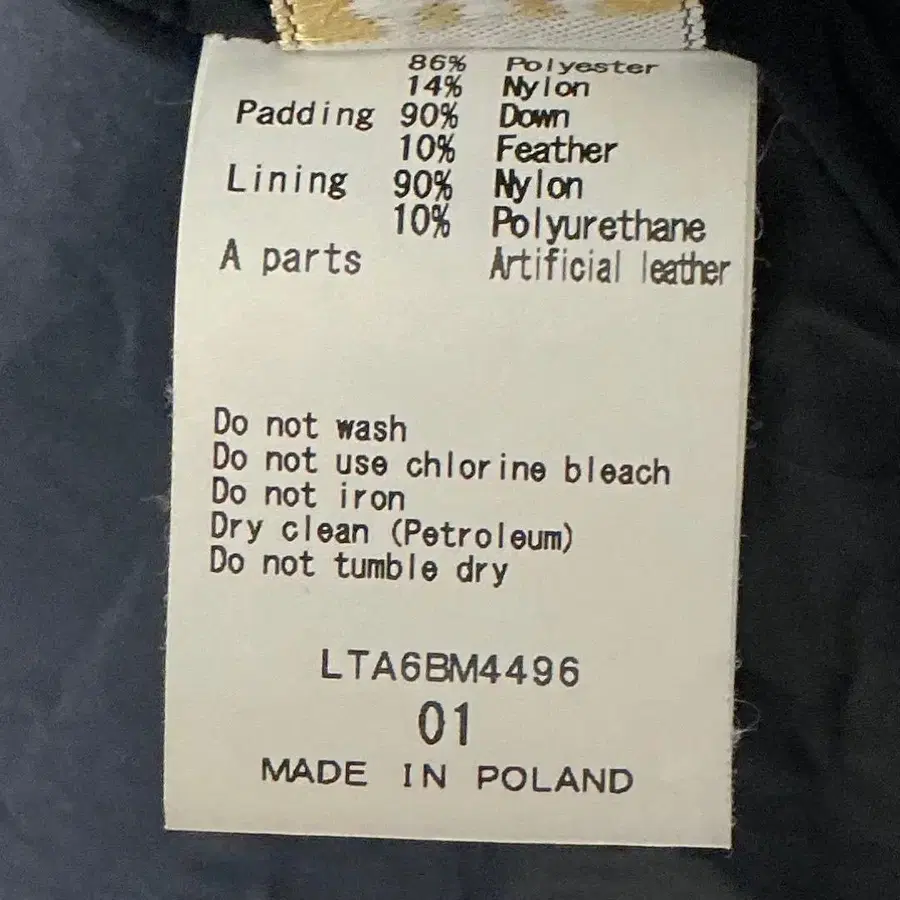 86% Polyester
14% Nylon
Padding 90% Down
10% Feather
Lining 90% Nylon
10% Polyurethane
A parts Artificial leather
Do not wash
Do not use chlorine bleach
Do not iron
Dry clean (Petroleum)
Do not tumble dry
LTA6BM4496
01
MADE IN POLAND